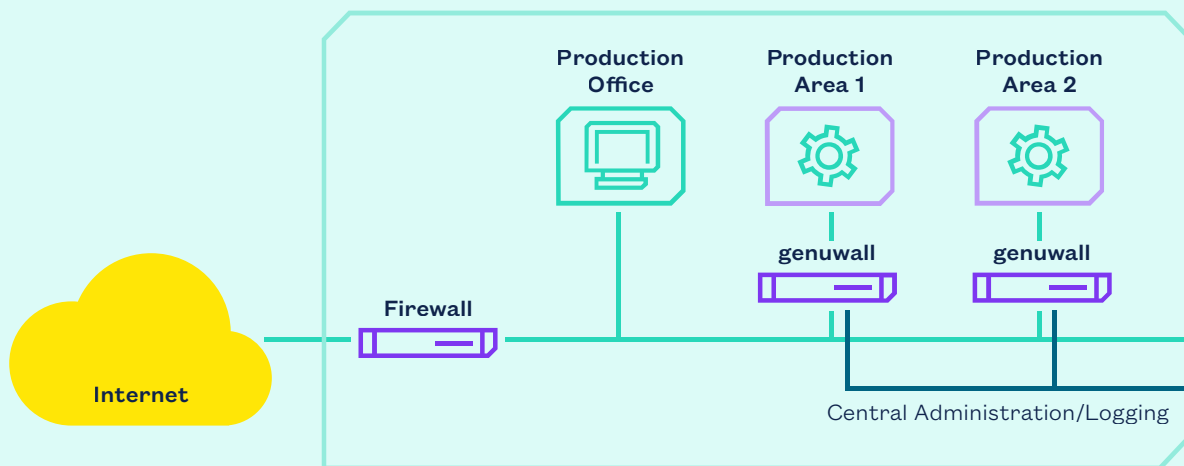 Production
Office
Production
Area 1
Production
Area 2
genuwall
genuwall
Firewall
Internet
Central Administration/Logging